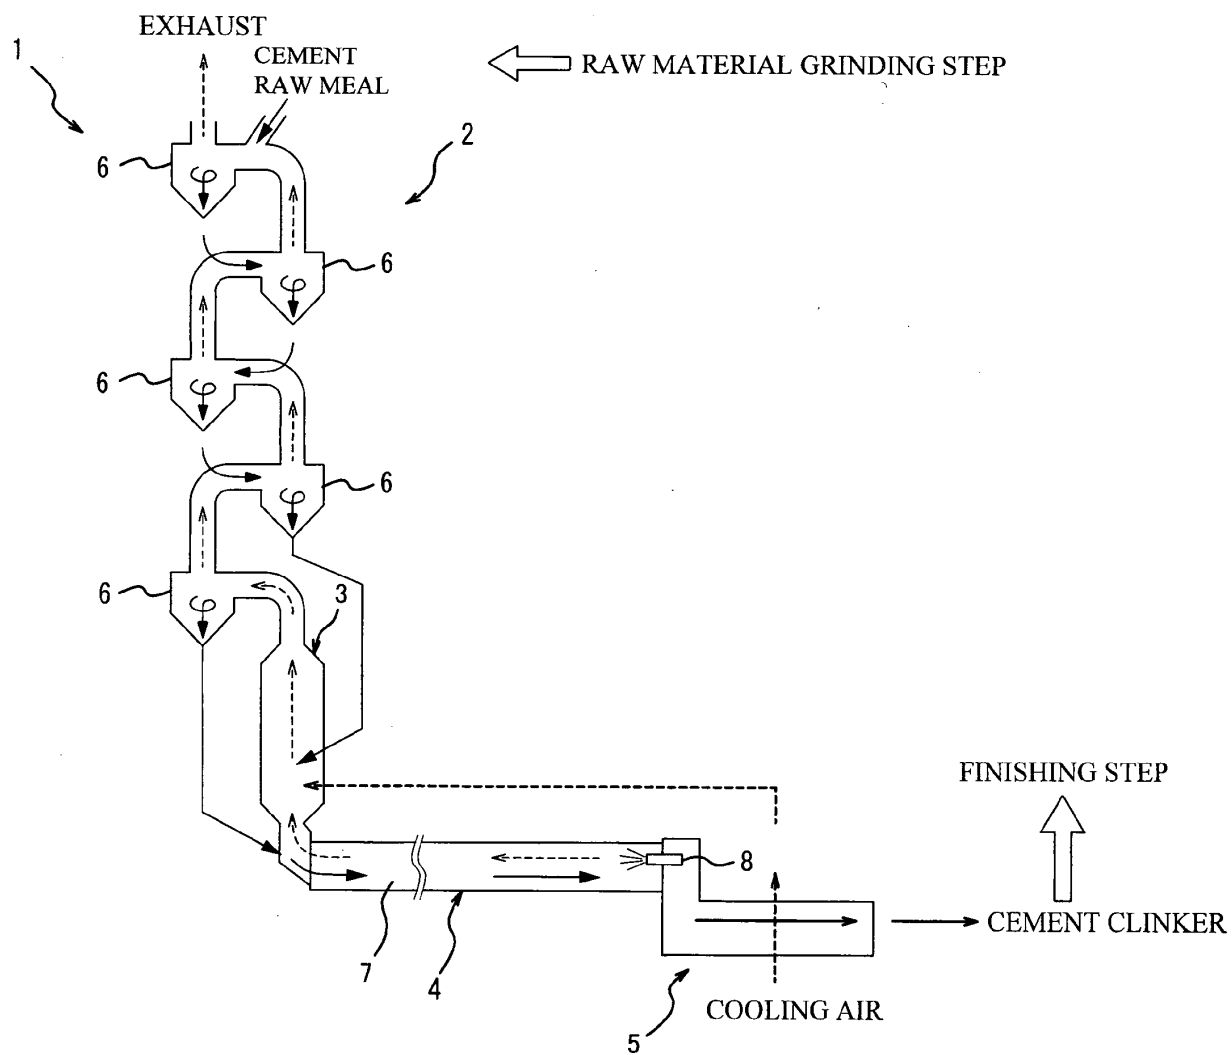 EXHAUST
1
CEMENT
RAW MEAL
RAW MATERIAL GRINDING STEP
2
6
6
6
6
6
3
FINISHING STEP
8
CEMENT CLINKER
7
4
COOLING AIR
5